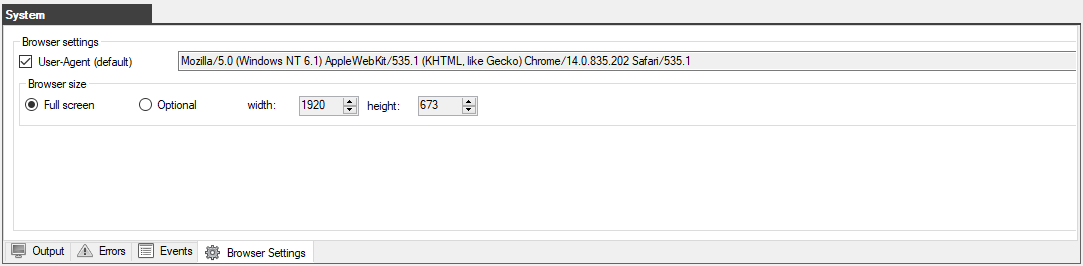 System
Browser settings
User-Agent (default) Mozilla/5.0 (Windows NT 6.1) AppleWebKit/535.1 (KHTML, like Gecko) Chrome/14.0.835.202 Safari/535.1
Browser size
Full screen Optional width: 1920 height: 673
Output Errors Events Browser Settings